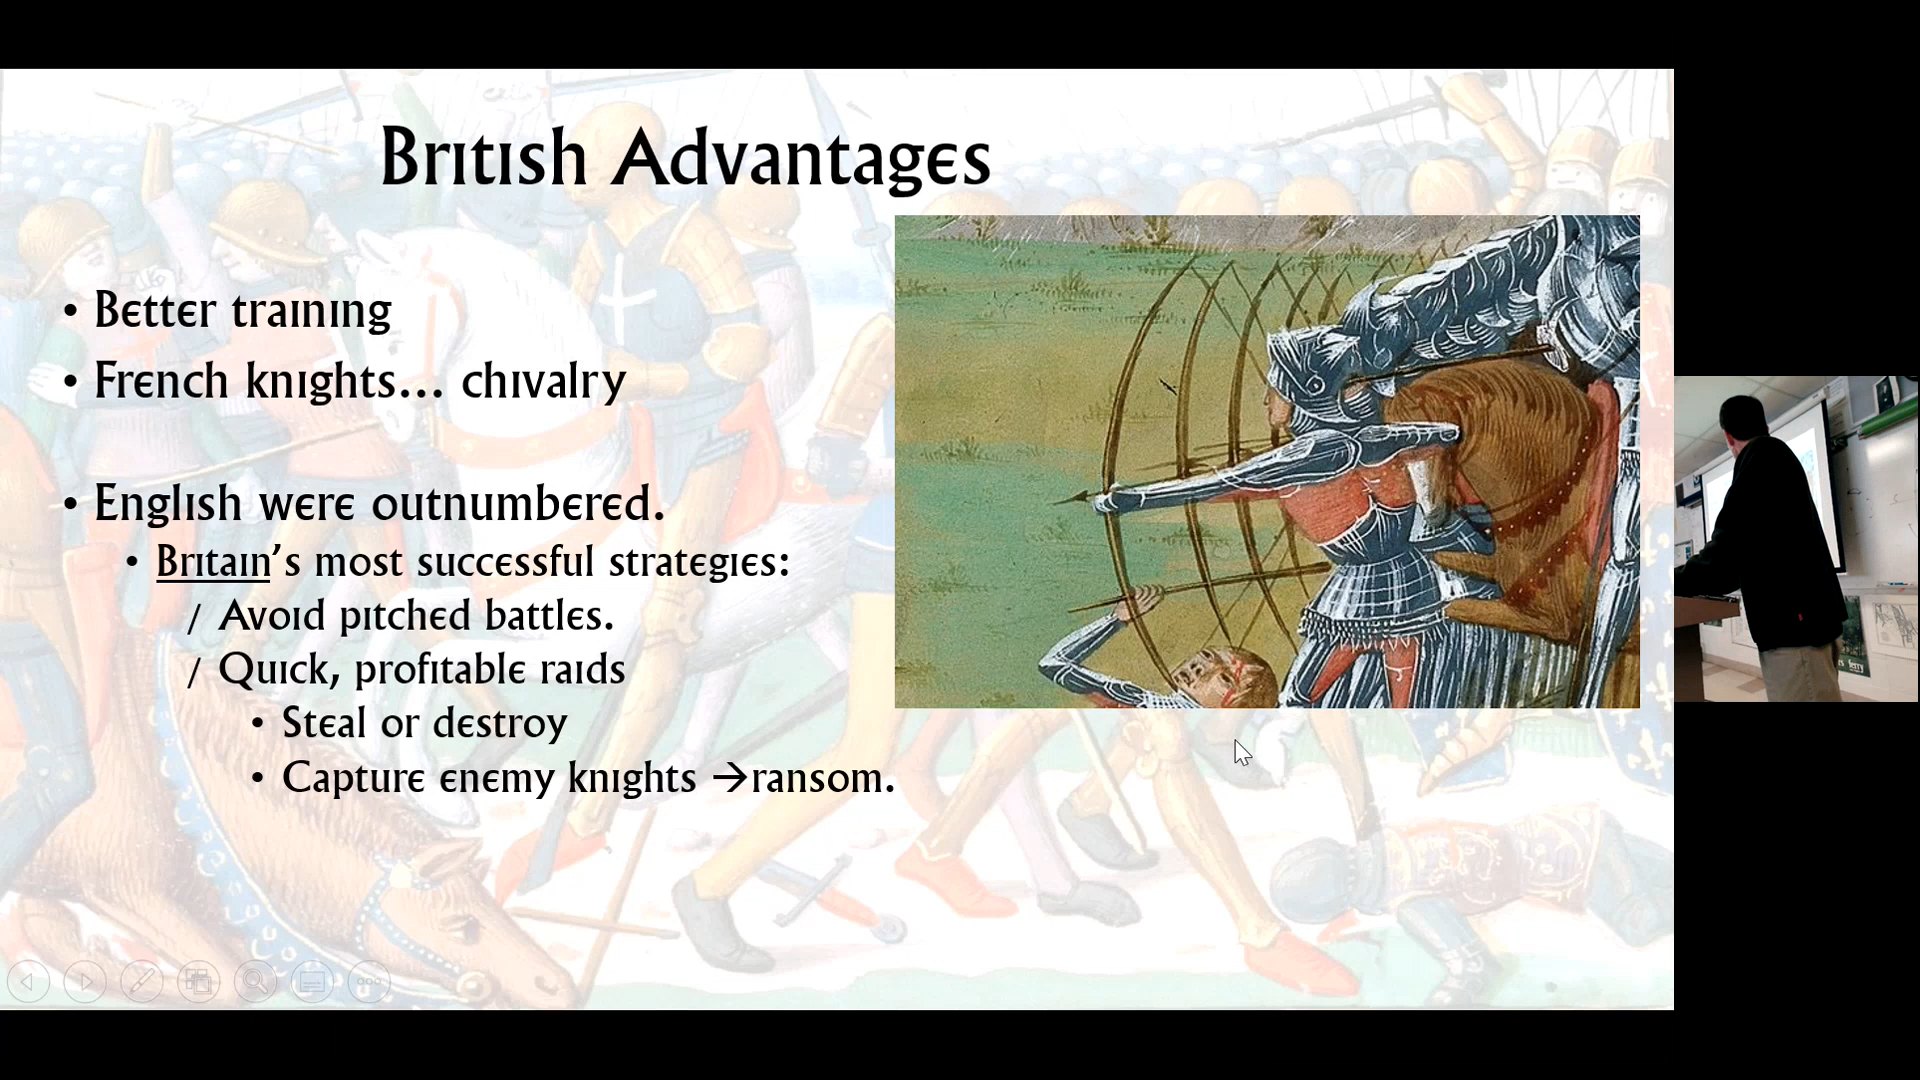 British Advantages
• Better training
• French knights… chivalry
• English were outnumbered.
• Britain’s most successful strategies:
/ Avoid pitched battles.
/ Quick, profitable raids
• Steal or destroy
• Capture enemy knights →ransom.